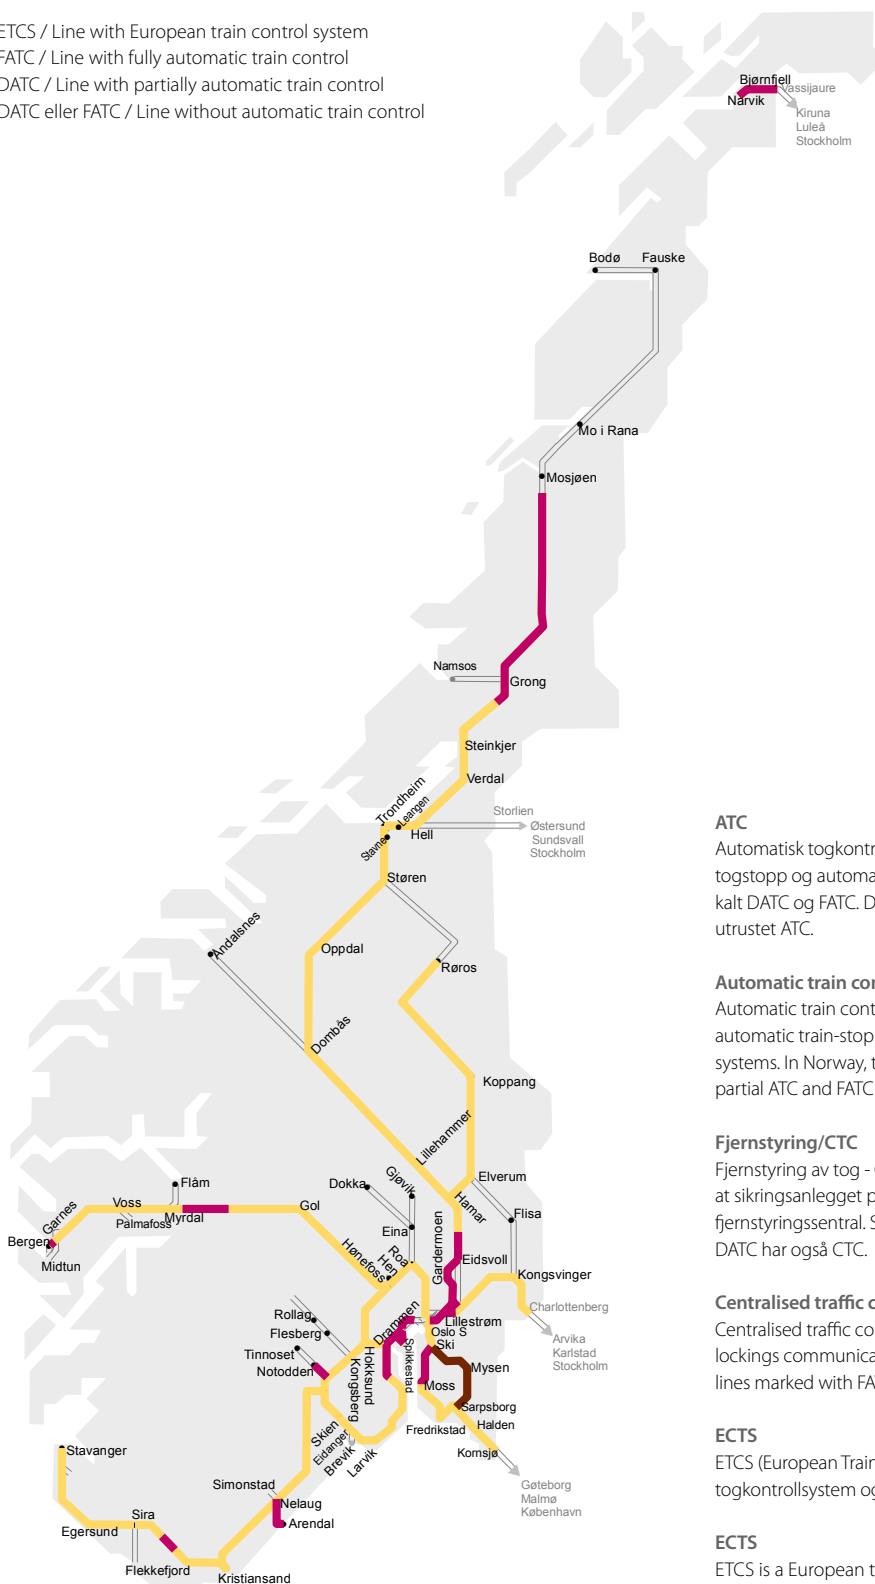 ETCS / Line with European train control system
FATC / Line with fully automatic train control
DATC / Line with partially automatic train control
DATC eller FATC / Line without automatic train control
Bjørnfjell
Vassijaure
Narvik
Kiruna
Luleå
Stockholm
Bodø
Fauske
Mo i Rana
Mosjøen
Namsos
Grong
Steinkjer
Verdal
Trondheim
Leangen
Storlien
Hell
Østersund
Sundsvall
Stockholm
Stavne
Støren
Åndalsnes
Oppdal
Røros
Dombås
Koppang
Lillehammer
Elverum
Flåm
Dokka
Gjøvik
Hamar
Garnes
Voss
Gol
Flisa
Palmafoss
Myrdal
Eina
Bergen
Midtun
Hønefoss
Hen
Roa
Gardermoen
Eidsvoll
Kongsvinger
Charlottenberg
Rollag
Flesberg
Drammen
Lillestrøm
Oslo S
Ski
Arvika
Karlstad
Stockholm
Tinnoset
Notodden
Kongsberg
Hokksund
Spikkestad
Mysen
Moss
Sarpsborg
Fredrikstad
Halden
Skien
Eidanger
Brevik
Larvik
Kornsjø
Stavanger
Gøteborg
Malmø
København
Simonstad
Nelaug
Sira
Arendal
Egersund
Flekkefjord
Kristiansand
ATC
Automatisk togkontr
togstopp og automa
kalt DATC og FATC. D
utrustet ATC.
Automatic train con
Automatic train cont
automatic train-stop
systems. In Norway, t
partial ATC and FATC
Fjernstyring/CTC
Fjernstyring av tog -
at sikringsanlegget p
fjernstyringssentral. S
DATC har også CTC.
Centralised traffic c
Centralised traffic co
lockings communica
lines marked with FA
ECTS
ETCS (European Train
togkontrollsystem og
ECTS
ETCS is a European t